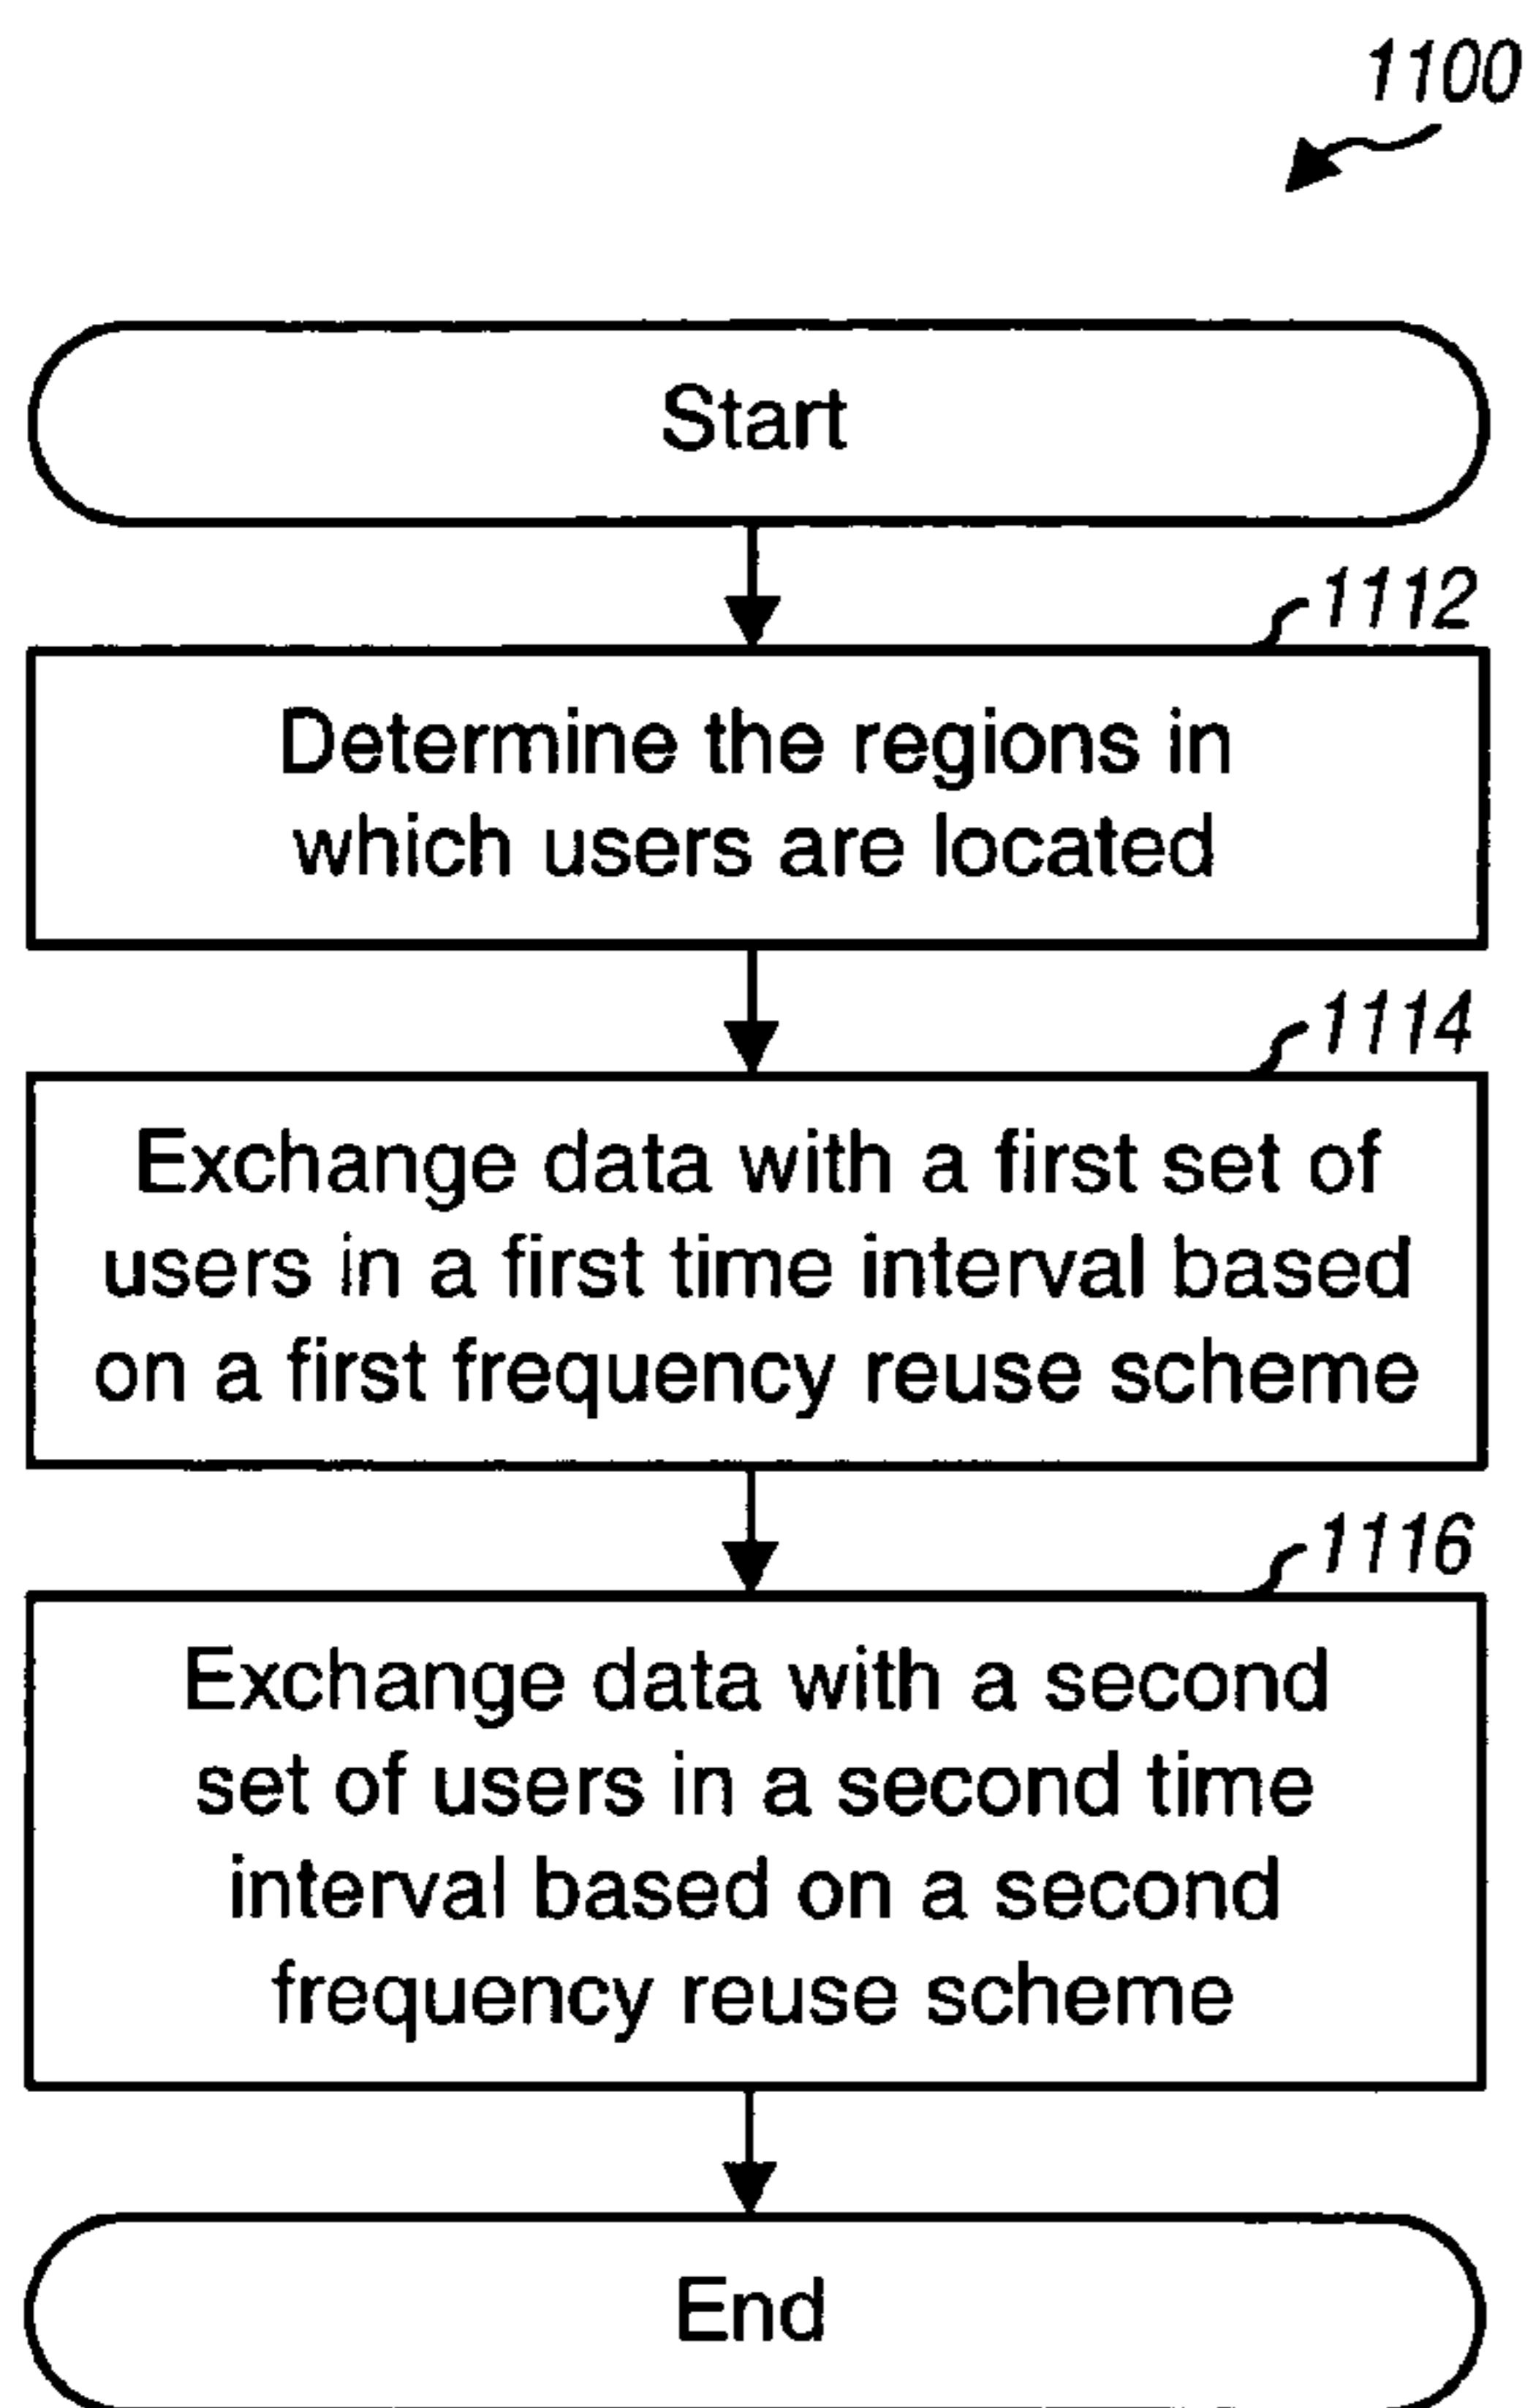 1100
Start
1112
Determine the regions in
which users are located
1114
Exchange data with a first set of
users in a first time interval based
on a first frequency reuse scheme
1116
Exchange data with a second
set of users in a second time
interval based on a second
frequency reuse scheme
End